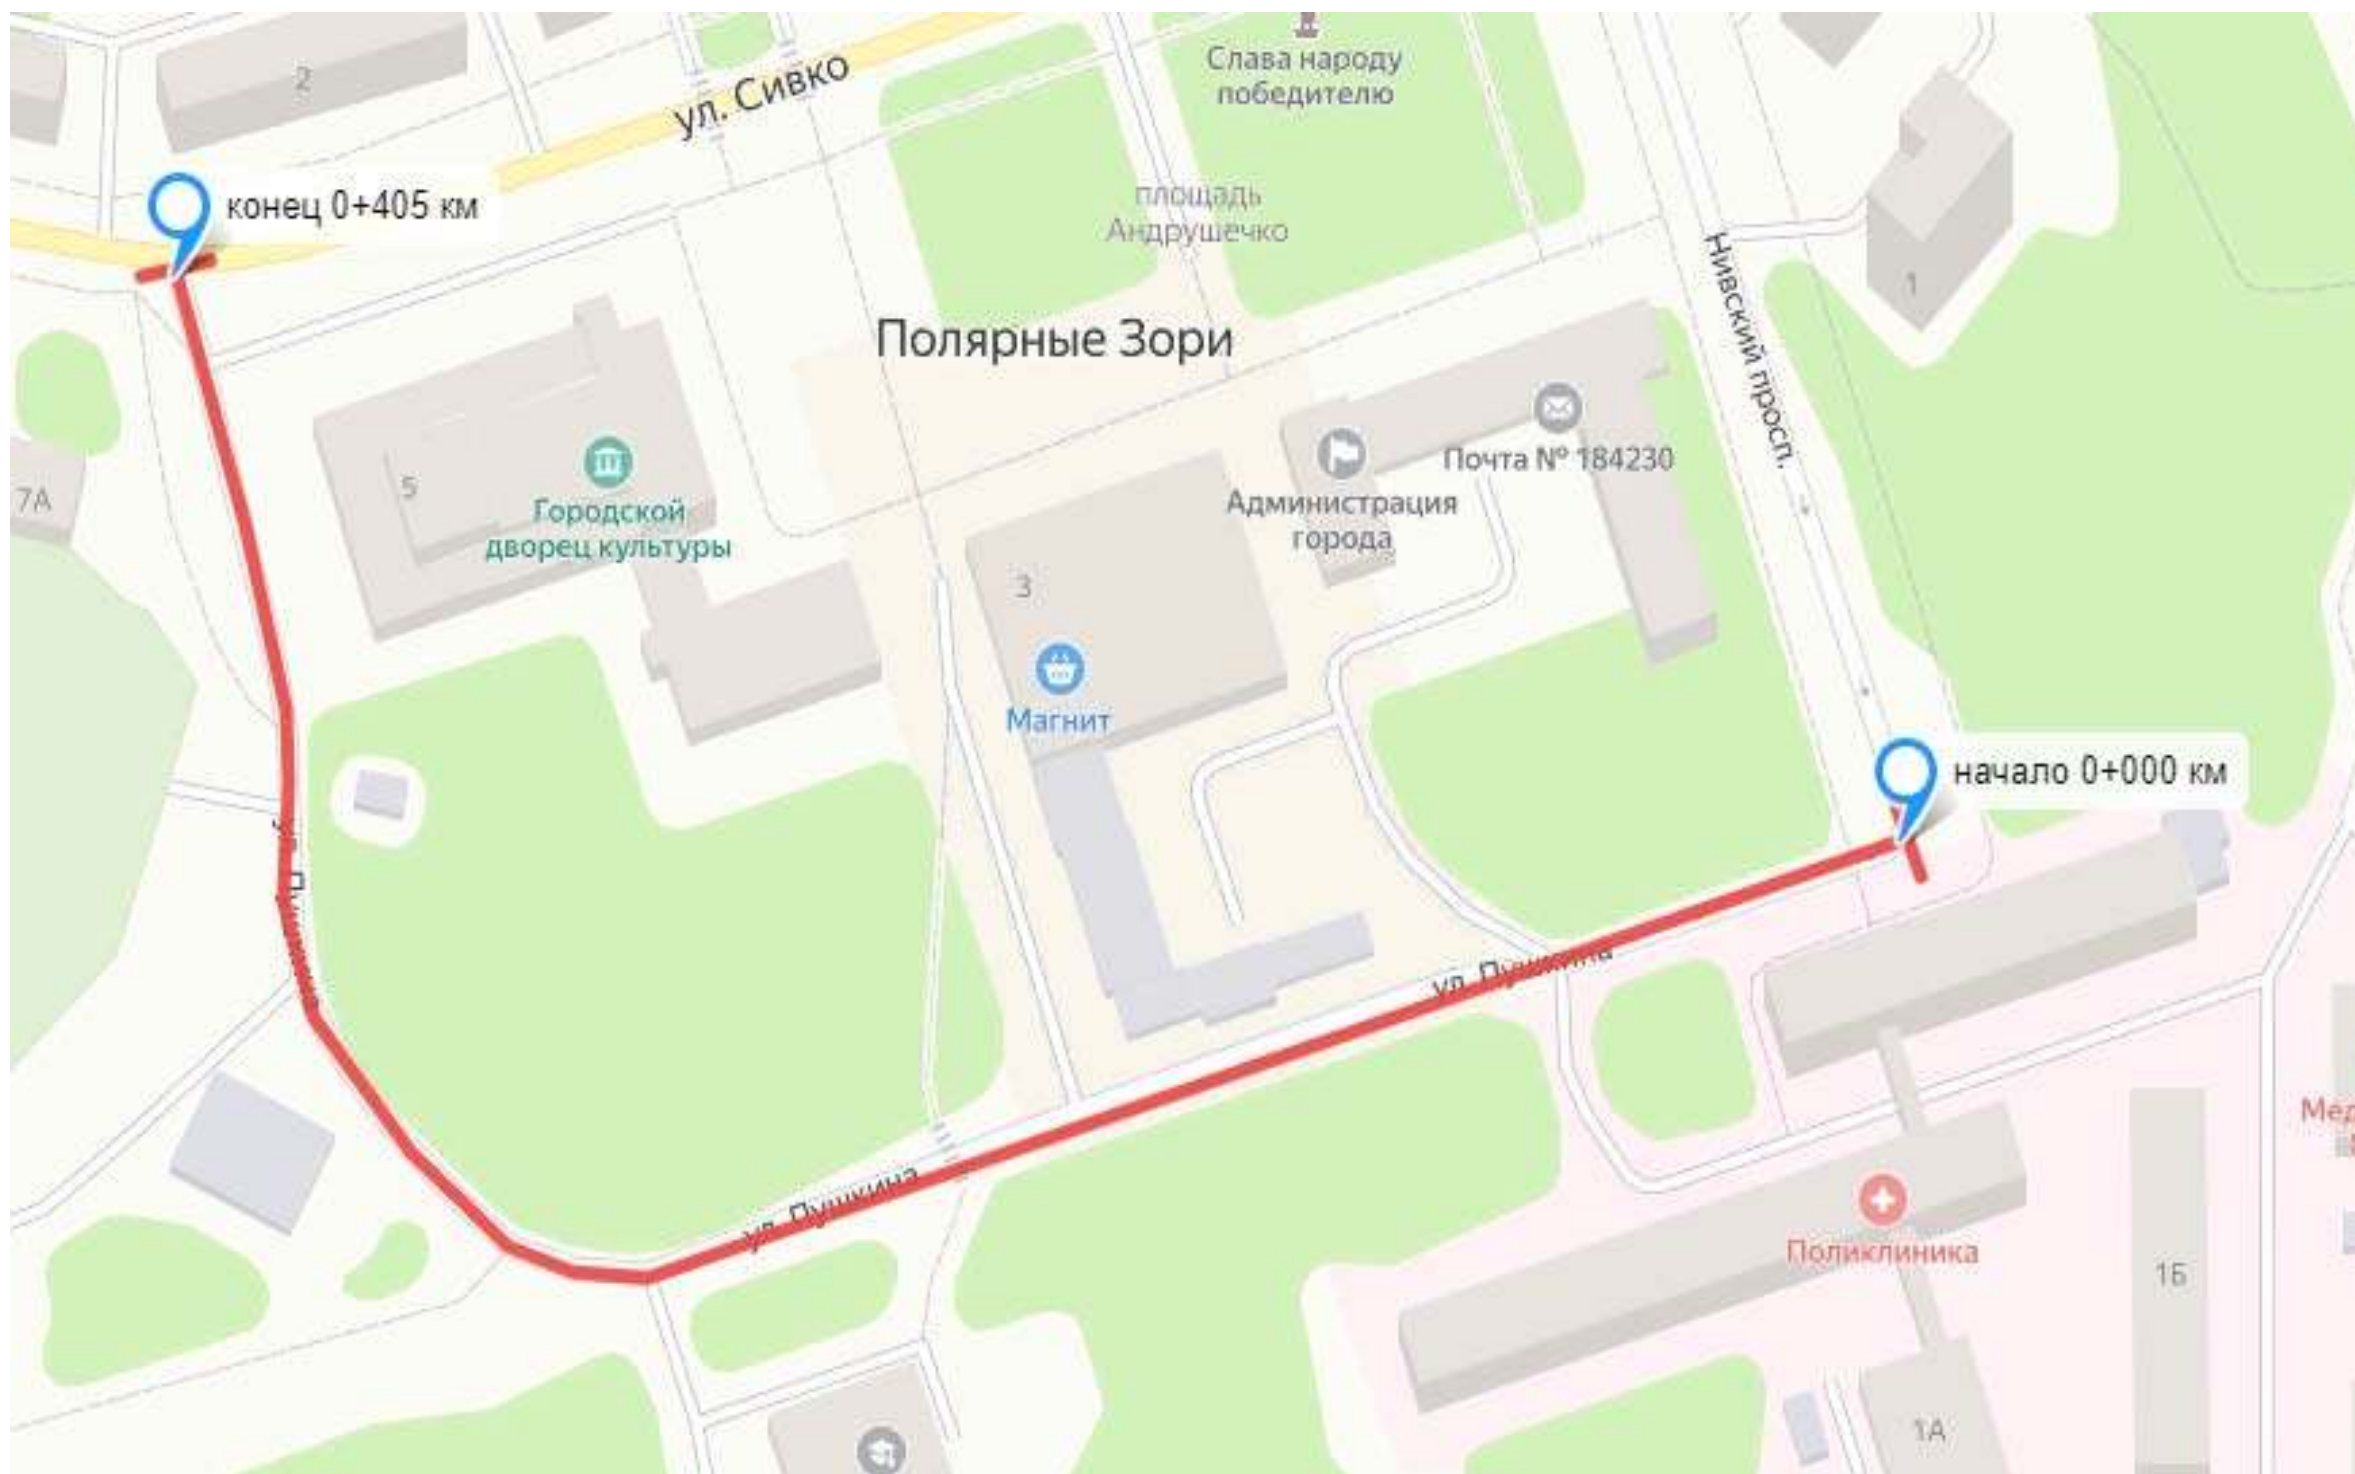 2
ул. Сивко
Слава народу
победителю
конец 0+405 км
площадь
Андрушечко
Нивский просп.
1
Полярные Зори
7А
5
Городской
дворец культуры
Почта № 184230
Администрация
города
3
Магнит
начало 0+000 км
ул. Пушкина
ул. Пушкина
ул. Пушкина
Поликлиника
1Б
1А